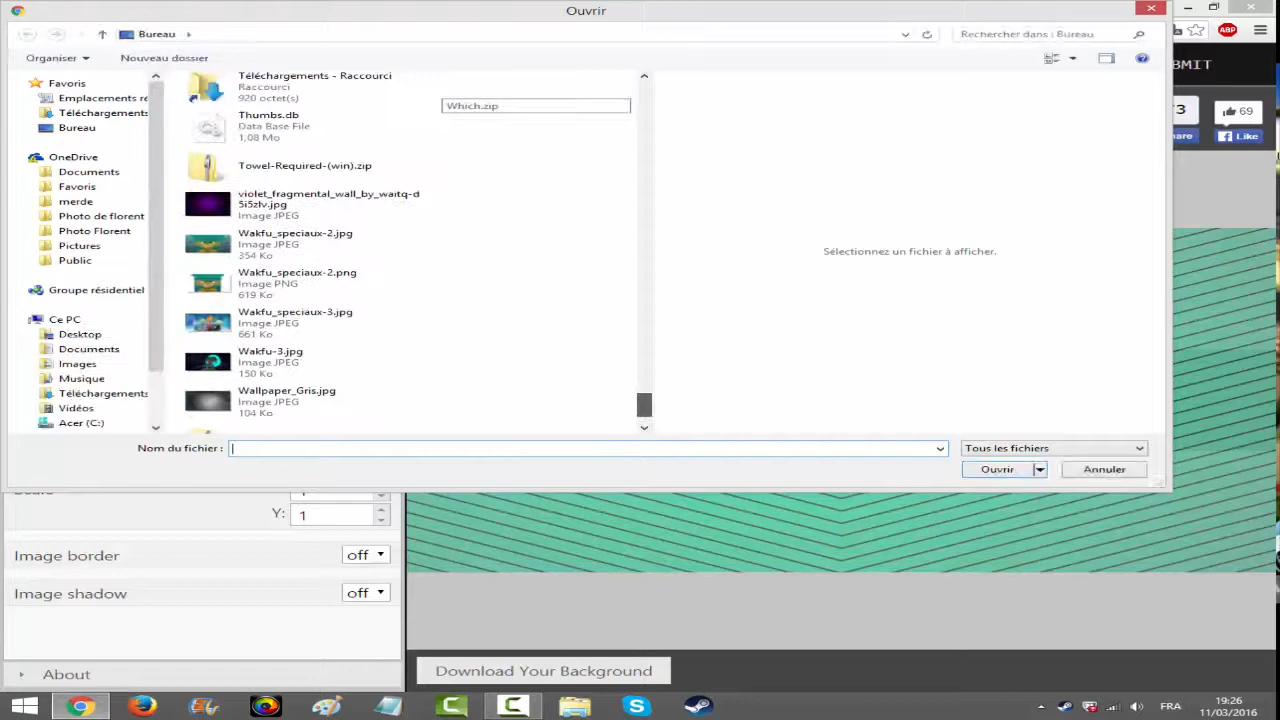 Ouvrir
Bureau
Rechercher dans : Bureau
Organiser
Nouveau dossier
BMIT
ABP
Favoris
Emplacements ré
Téléchargements
Bureau
OneDrive
Documents
Favoris
merde
Photo de florent
Photo Florent
Pictures
Public
Groupe résidentiel
Ce PC
Desktop
Documents
Images
Musique
Téléchargements
Vidéos
Acer (C:)
Téléchargements - Raccourci
Raccourci
920 octet(s)
Thumbs.db
Data Base File
1,08 Mo
Towel-Required-(win).zip
violet_fragmental_wall_by_waitq-d
5i5zlv.jpg
Image JPEG
Wakfu_speciaux-2.jpg
Image JPEG
354 Ko
Wakfu_speciaux-2.png
Image PNG
619 Ko
Wakfu_speciaux-3.jpg
Image JPEG
661 Ko
Wakfu-3.jpg
Image JPEG
150 Ko
Wallpaper_Gris.jpg
Image JPEG
104 Ko
Which.zip
Sélectionnez un fichier à afficher.
3
69
are
Like
Nom du fichier :
Tous les fichiers
Ouvrir
Annuler
Y: 1
Image border off
Image shadow off
About
Download Your Background
FRA
19:26
11/03/2016